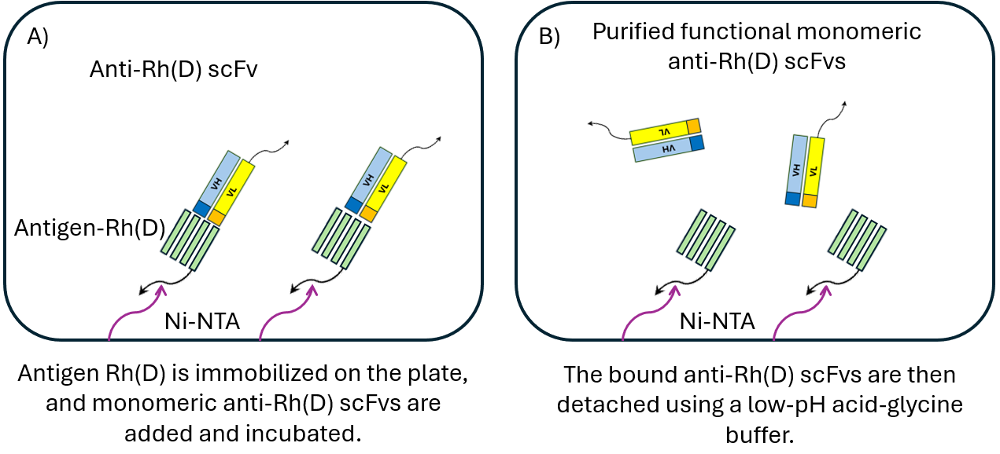 A)
Anti-Rh(D) scFv
VH
VL
VH
VL
Antigen-Rh(D)
Ni-NTA
Antigen Rh(D) is immobilized on the plate,
and monomeric anti-Rh(D) scFvs are
added and incubated.
B)
Purified functional monomeric
anti-Rh(D) scFvs
VL
VH
VH
VL
Ni-NTA
The bound anti-Rh(D) scFvs are then
detached using a low-pH acid-glycine
buffer.